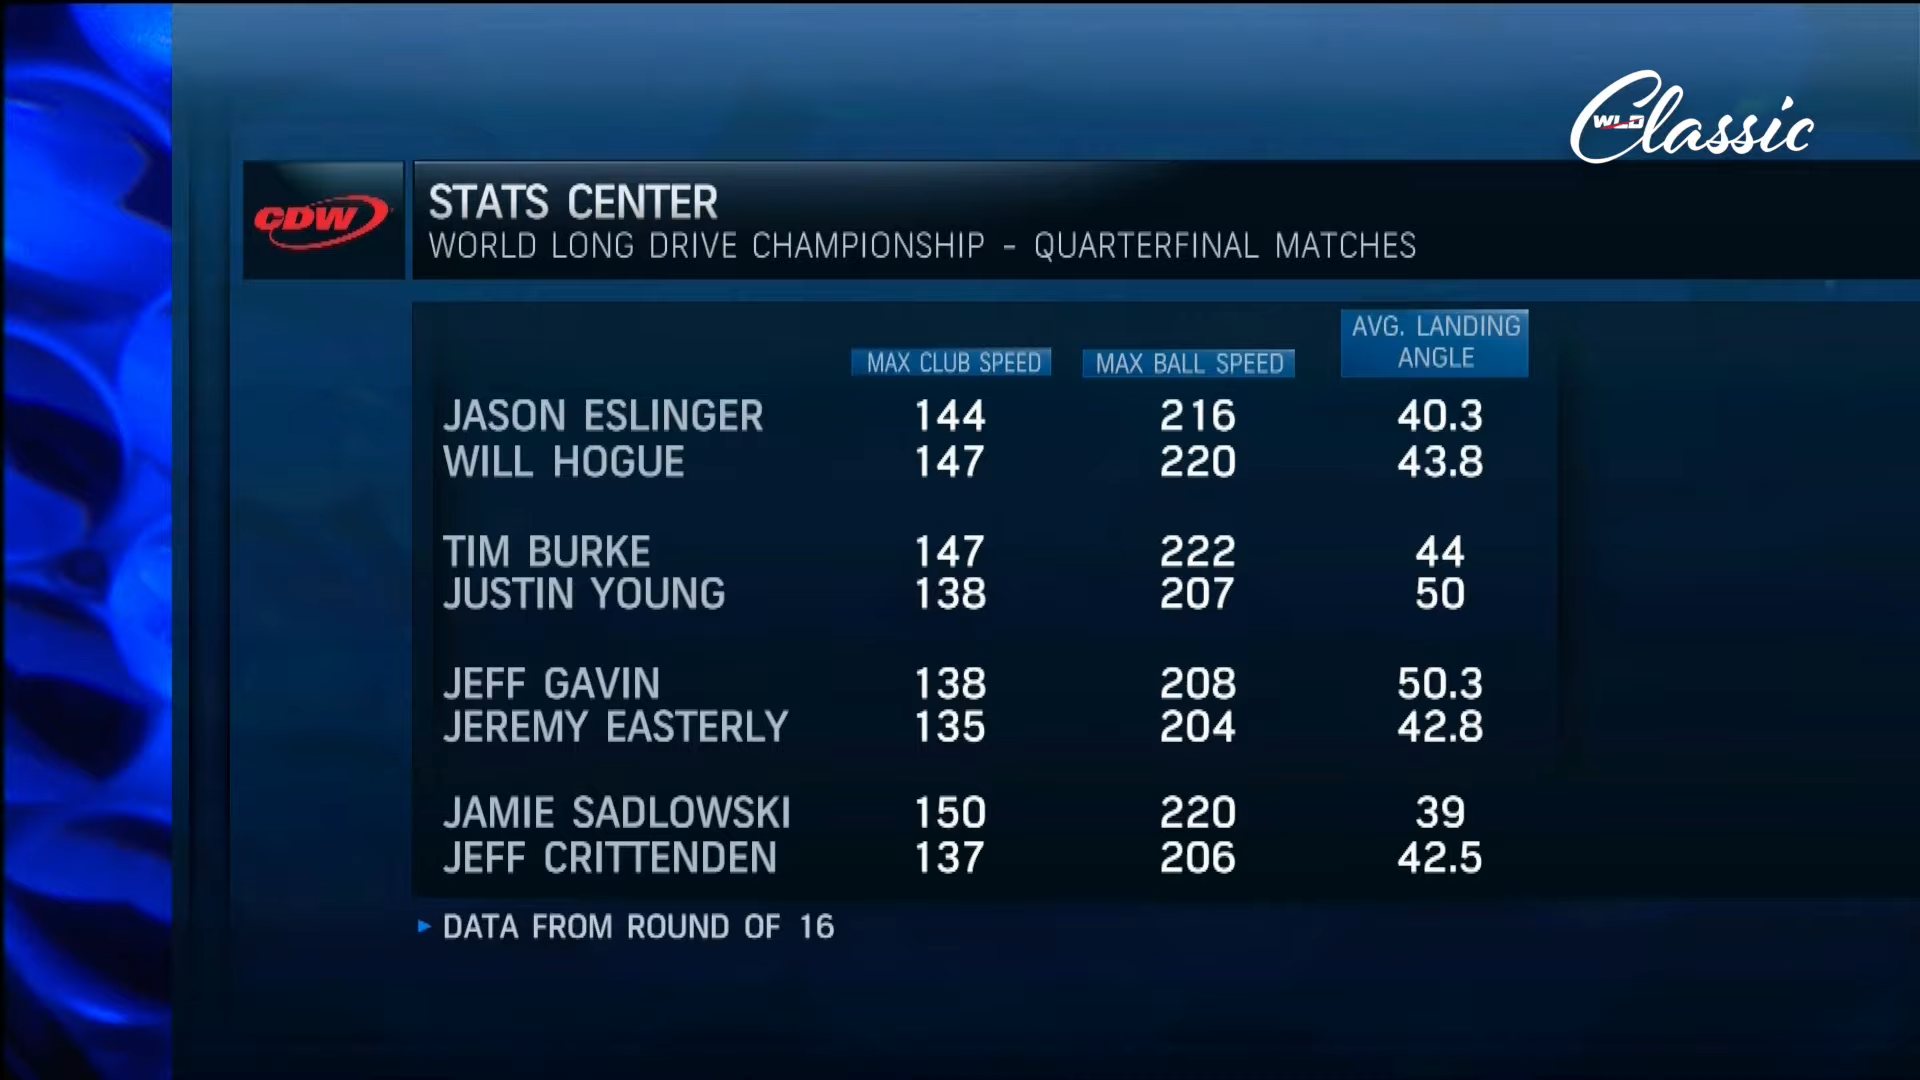 WLD Classic
CDW
STATS CENTER
WORLD LONG DRIVE CHAMPIONSHIP - QUARTERFINAL MATCHES
MAX CLUB SPEED MAX BALL SPEED AVG. LANDING
ANGLE
JASON ESLINGER 144 216 40.3
WILL HOGUE 147 220 43.8
TIM BURKE 147 222 44
JUSTIN YOUNG 138 207 50
JEFF GAVIN 138 208 50.3
JEREMY EASTERLY 135 204 42.8
JAMIE SADLOWSKI 150 220 39
JEFF CRITTENDEN 137 206 42.5
DATA FROM ROUND OF 16